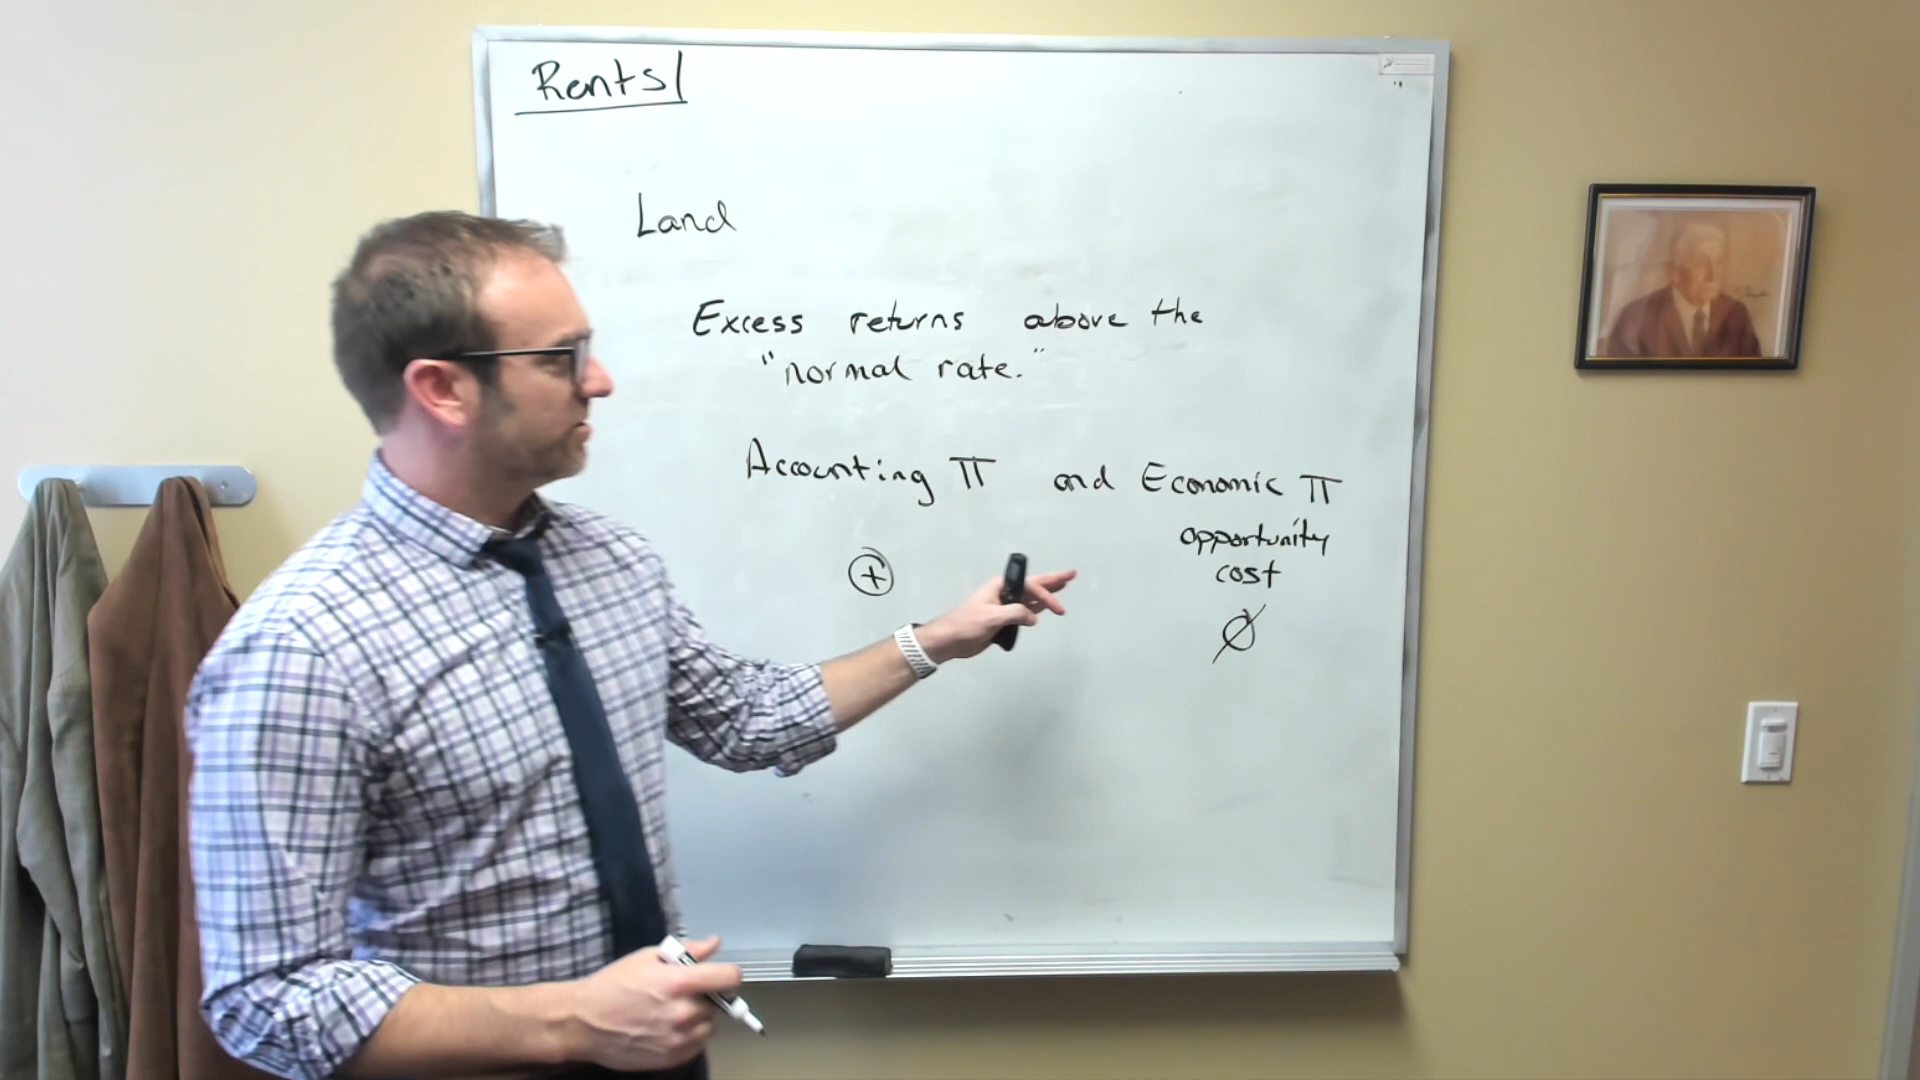 Rents
Land
Excess returns above the
"normal rate."
Accounting π and Economic π
opportunity
cost
+
Ø